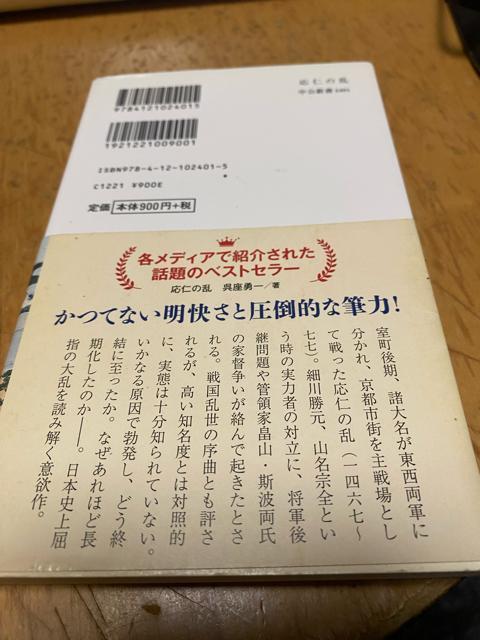 応仁の乱
中公新書 2401
9784121024015
1921221009001
ISBN978-4-12-102401-5
C1221 ¥900E
定価 本体900円+税
各メディアで紹介された
話題のベストセラー
応仁の乱 呉座勇一/著
かつてない明快さと圧倒的な筆力!
室町後期、諸大名が東西両軍に
分かれ、京都市街を主戦場とし
て戦った応仁の乱(一四六七〜
七七)。細川勝元、山名宗全とい
う時の実力者の対立に、将軍後
継問題や管領家畠山・斯波両氏
の家督争いが絡んで起きたとさ
れる。戦国乱世の序曲とも評さ
れるが、高い知名度とは対照的
に、実態は十分知られていない。
いかなる原因で勃発し、どう終
結に至ったか。なぜあれほど長
期化したのか――。日本史上屈
指の大乱を読み解く意欲作。